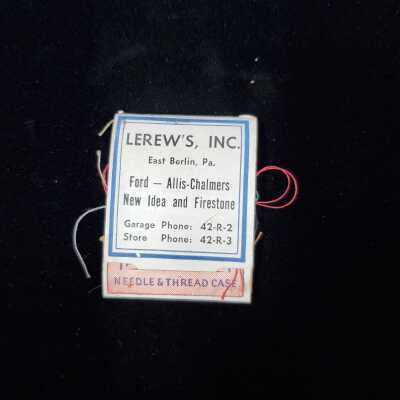 LEREW'S, INC.
East Berlin, Pa.
Ford — Allis-Chalmers
New Idea and Firestone
Garage Phone: 42-R-2
Store Phone: 42-R-3
NEEDLE & THREAD CASE